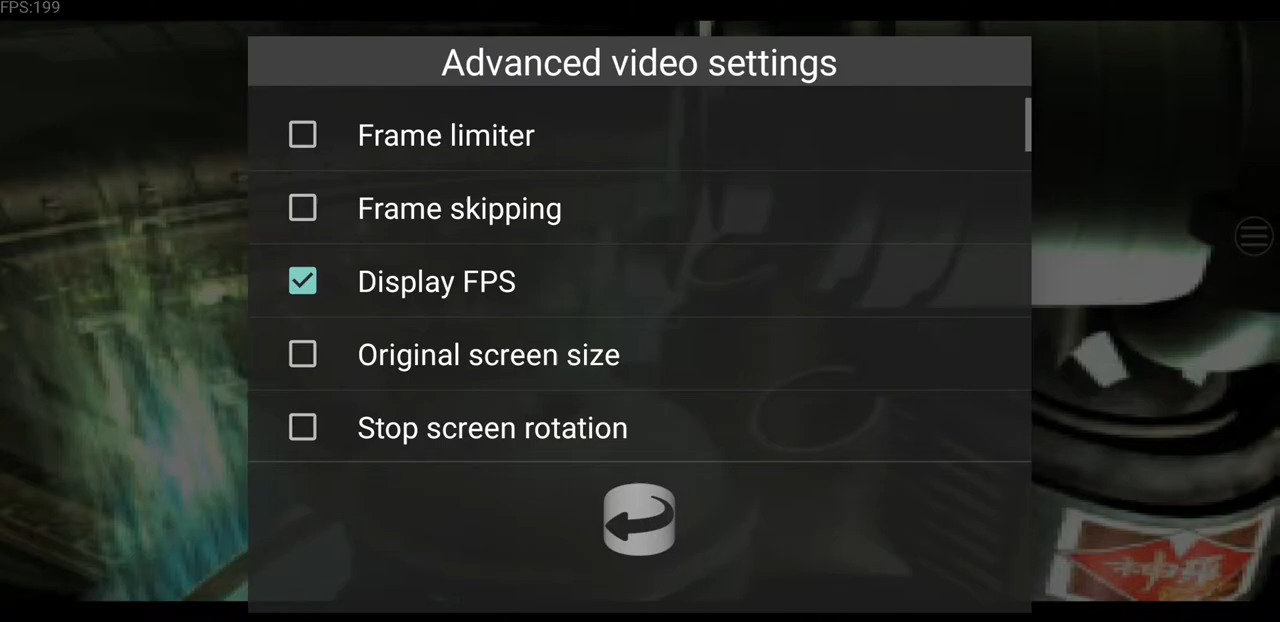 FPS:199
Advanced video settings
Frame limiter
Frame skipping
Display FPS
Original screen size
Stop screen rotation